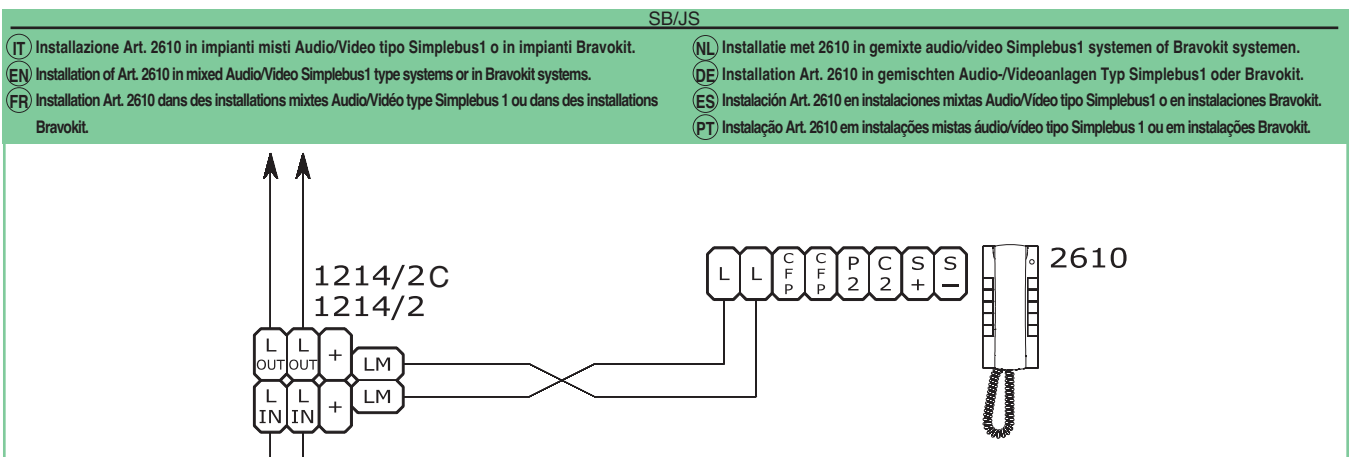 SB/JS
IT Installazione Art. 2610 in impianti misti Audio/Video tipo Simplebus1 o in impianti Bravokit.
EN Installation of Art. 2610 in mixed Audio/Video Simplebus1 type systems or in Bravokit systems.
FR Installation Art. 2610 dans des installations mixtes Audio/Vidéo type Simplebus 1 ou dans des installations
Bravokit.
NL Installatie met 2610 in gemixte audio/video Simplebus1 systemen of Bravokit systemen.
DE Installation Art. 2610 in gemischten Audio-/Videoanlagen Typ Simplebus1 oder Bravokit.
ES Instalación Art. 2610 en instalaciones mixtas Audio/Vídeo tipo Simplebus1 o en instalaciones Bravokit.
PT Instalação Art. 2610 em instalações mistas áudio/vídeo tipo Simplebus 1 ou em instalações Bravokit.
L L CFP CFP P2 C2 S+ S−
2610
1214/2C
1214/2
L OUT L OUT + LM
L IN L IN + LM